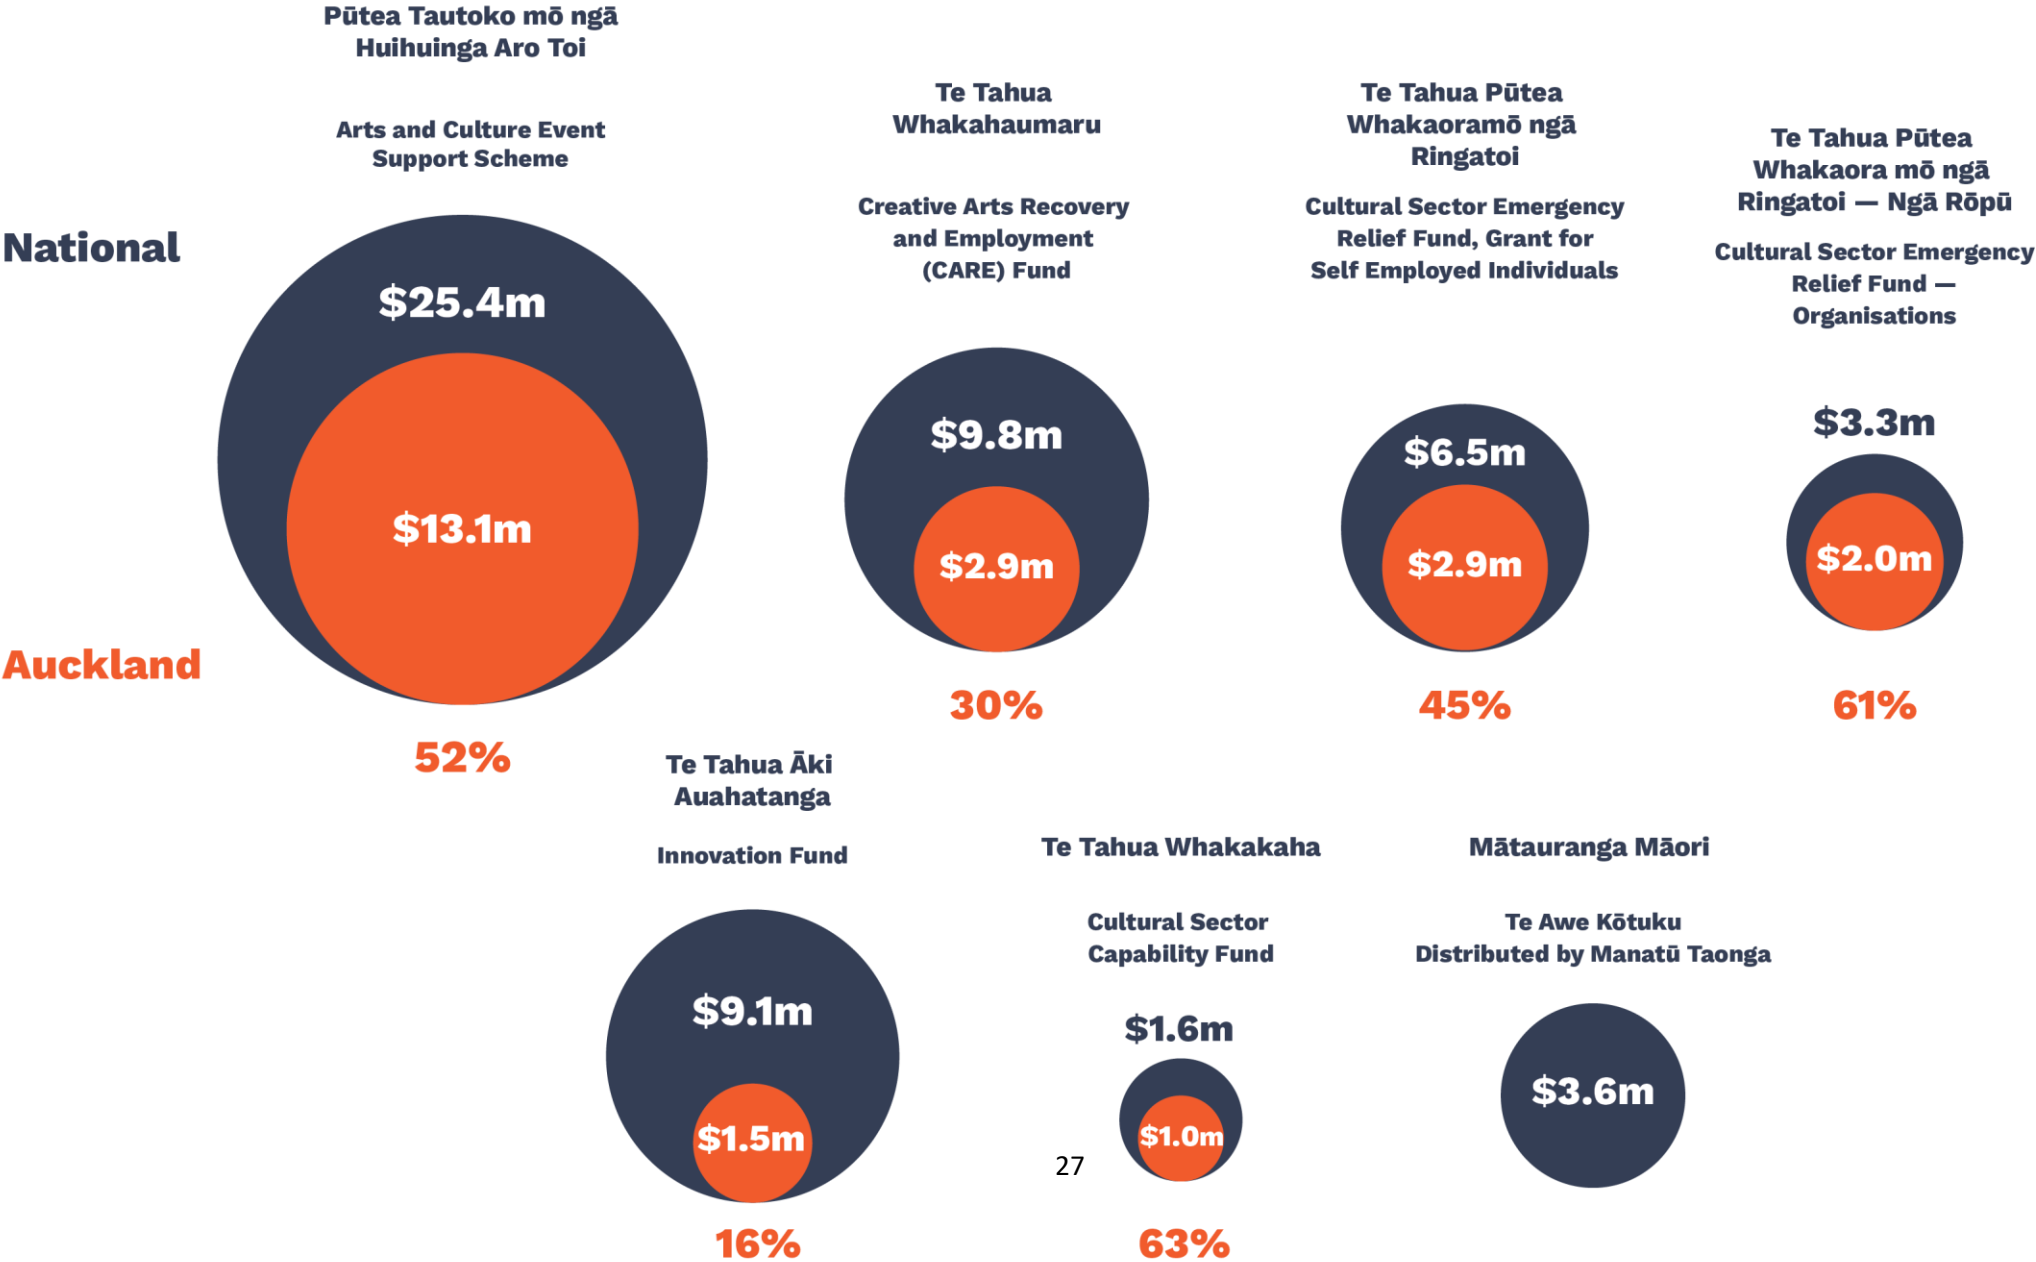 Pūtea Tautoko mō ngā
Huihuinga Aro Toi
Arts and Culture Event
Support Scheme
Te Tahua
Whakahaumaru
Creative Arts Recovery
and Employment
(CARE) Fund
Te Tahua Pūtea
Whakaoramō ngā
Ringatoi
Cultural Sector Emergency
Relief Fund, Grant for
Self Employed Individuals
Te Tahua Pūtea
Whakaora mō ngā
Ringatoi — Ngā Rōpū
Cultural Sector Emergency
Relief Fund —
Organisations
National
$25.4m
$9.8m
$6.5m
$3.3m
Auckland
$13.1m
$2.9m
$2.9m
$2.0m
52%
30%
45%
61%
Te Tahua Āki
Auahatanga
Innovation Fund
Te Tahua Whakakaha
Cultural Sector
Capability Fund
Mātauranga Māori
Te Awe Kōtuku
Distributed by Manatū Taonga
$9.1m
$1.6m
$3.6m
$1.5m
$1.0m
27
16%
63%